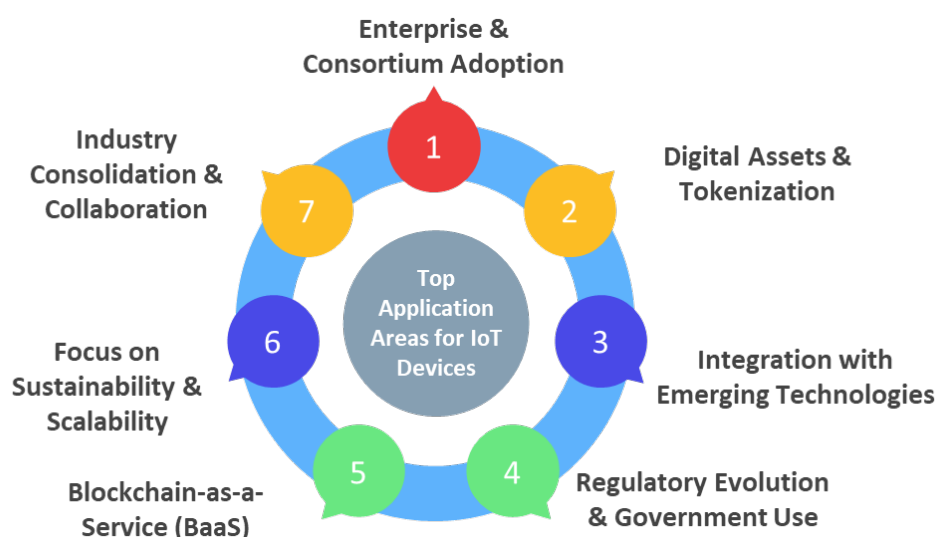 Enterprise &
Consortium Adoption
1
Digital Assets &
Tokenization
2
Integration with
Emerging Technologies
3
Regulatory Evolution
& Government Use
4
Blockchain-as-a-
Service (BaaS)
5
Focus on
Sustainability &
Scalability
6
Industry
Consolidation &
Collaboration
7
Top
Application
Areas for IoT
Devices